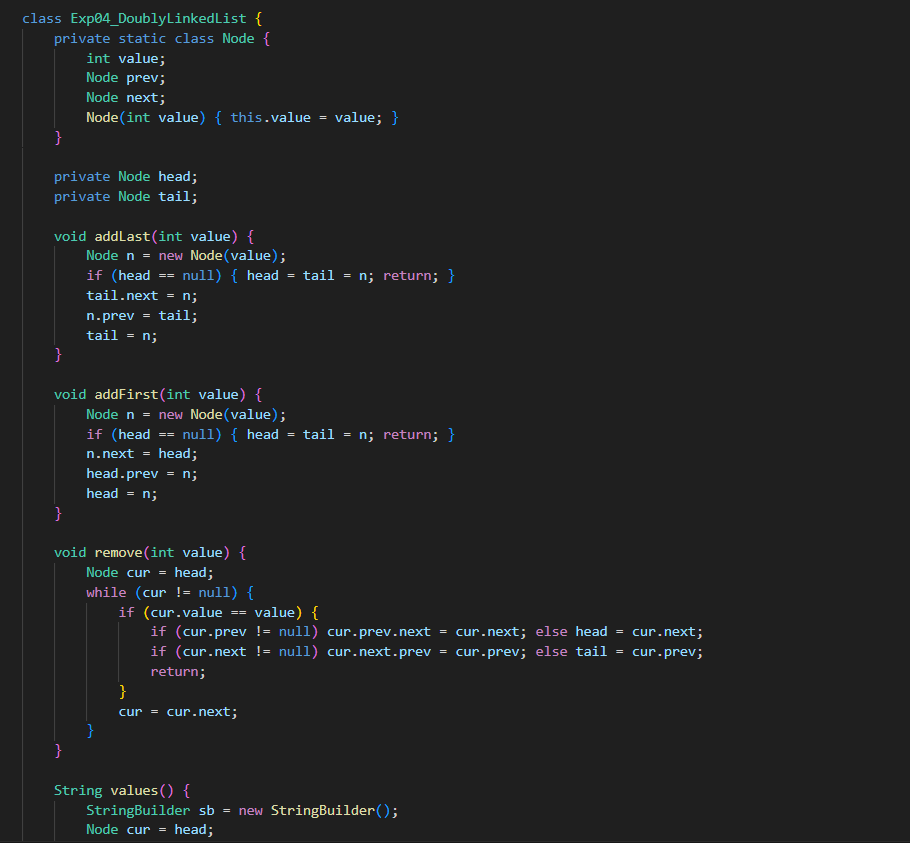 class Exp04_DoublyLinkedList {
    private static class Node {
        int value;
        Node prev;
        Node next;
        Node(int value) { this.value = value; }
    }

    private Node head;
    private Node tail;

    void addLast(int value) {
        Node n = new Node(value);
        if (head == null) { head = tail = n; return; }
        tail.next = n;
        n.prev = tail;
        tail = n;
    }

    void addFirst(int value) {
        Node n = new Node(value);
        if (head == null) { head = tail = n; return; }
        n.next = head;
        head.prev = n;
        head = n;
    }

    void remove(int value) {
        Node cur = head;
        while (cur != null) {
            if (cur.value == value) {
                if (cur.prev != null) cur.prev.next = cur.next; else head = cur.next;
                if (cur.next != null) cur.next.prev = cur.prev; else tail = cur.prev;
                return;
            }
            cur = cur.next;
        }
    }

    String values() {
        StringBuilder sb = new StringBuilder();
        Node cur = head;